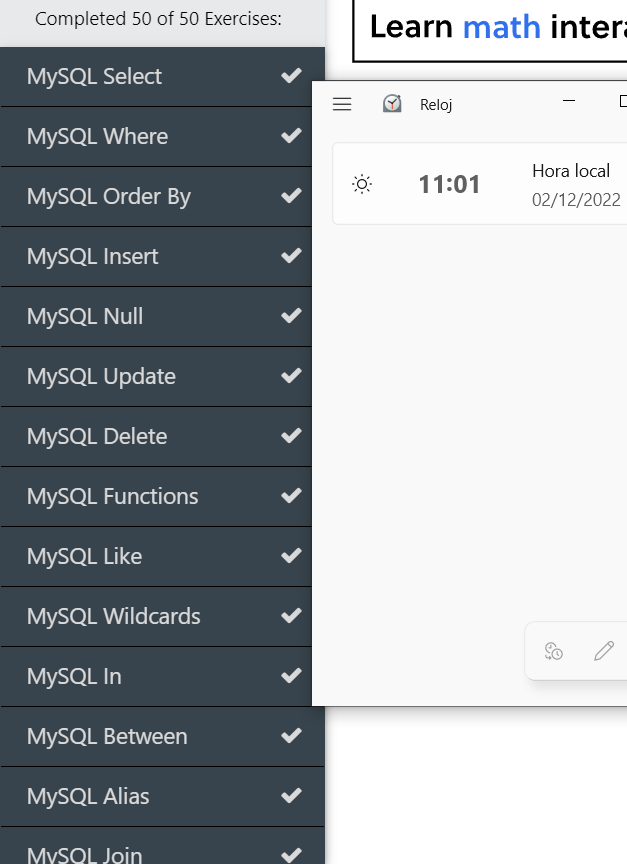 Completed 50 of 50 Exercises:
MySQL Select
MySQL Where
MySQL Order By
MySQL Insert
MySQL Null
MySQL Update
MySQL Delete
MySQL Functions
MySQL Like
MySQL Wildcards
MySQL In
MySQL Between
MySQL Alias
MySQL Join
Learn math intera
Reloj
11:01
Hora local
02/12/2022